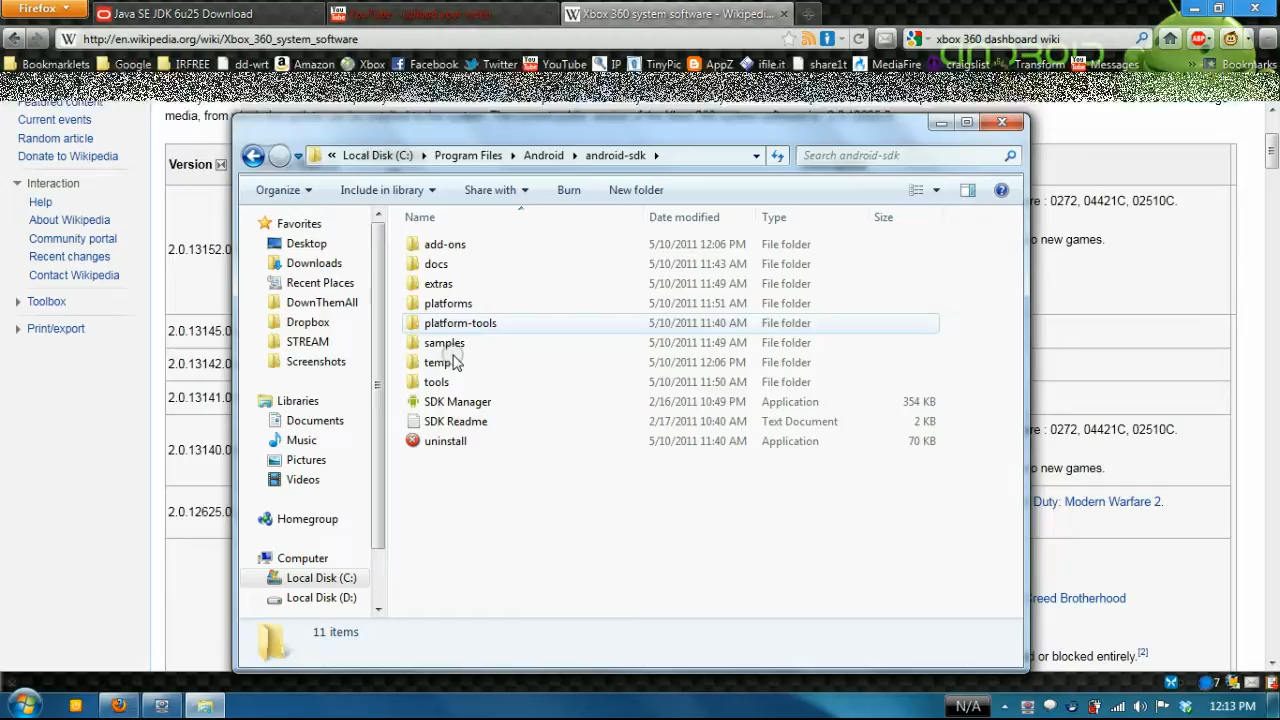 Firefox
Java SE JDK 6u25 Download
Xbox 360 system software - Wikipedi...
http://en.wikipedia.org/wiki/Xbox_360_system_software
xbox 360 dashboard wiki
Bookmarklets Google IRFREE dd-wrt Amazon Xbox Facebook Twitter YouTube IP TinyPic AppZ ifile.it share1t MediaFire craigslist Transform Messages Bookmarks
Featured content
Current events
Random article
Donate to Wikipedia
Interaction
Help
About Wikipedia
Community portal
Recent changes
Contact Wikipedia
Toolbox
Print/export
media, from
Version
2.0.13152.0
2.0.13145.0
2.0.13142.0
2.0.13141.0
2.0.13140.0
2.0.12625.0
Local Disk (C:) Program Files Android android-sdk
Search android-sdk
Organize Include in library Share with Burn New folder
Name Date modified Type Size
Favorites
Desktop
Downloads
Recent Places
DownThemAll
Dropbox
STREAM
Screenshots
Libraries
Documents
Music
Pictures
Videos
Homegroup
Computer
Local Disk (C:)
Local Disk (D:)
add-ons 5/10/2011 12:06 PM File folder
docs 5/10/2011 11:43 AM File folder
extras 5/10/2011 11:49 AM File folder
platforms 5/10/2011 11:51 AM File folder
platform-tools 5/10/2011 11:40 AM File folder
samples 5/10/2011 11:49 AM File folder
temp 5/10/2011 12:06 PM File folder
tools 5/10/2011 11:50 AM File folder
SDK Manager 2/16/2011 10:49 PM Application 354 KB
SDK Readme 2/17/2011 10:40 AM Text Document 2 KB
uninstall 5/10/2011 11:40 AM Application 70 KB
11 items
re : 0272, 04421C, 02510C.
o new games.
re : 0272, 04421C, 02510C.
o new games.
Duty: Modern Warfare 2.
reed Brotherhood
d or blocked entirely.[2]
N/A
7
12:13 PM